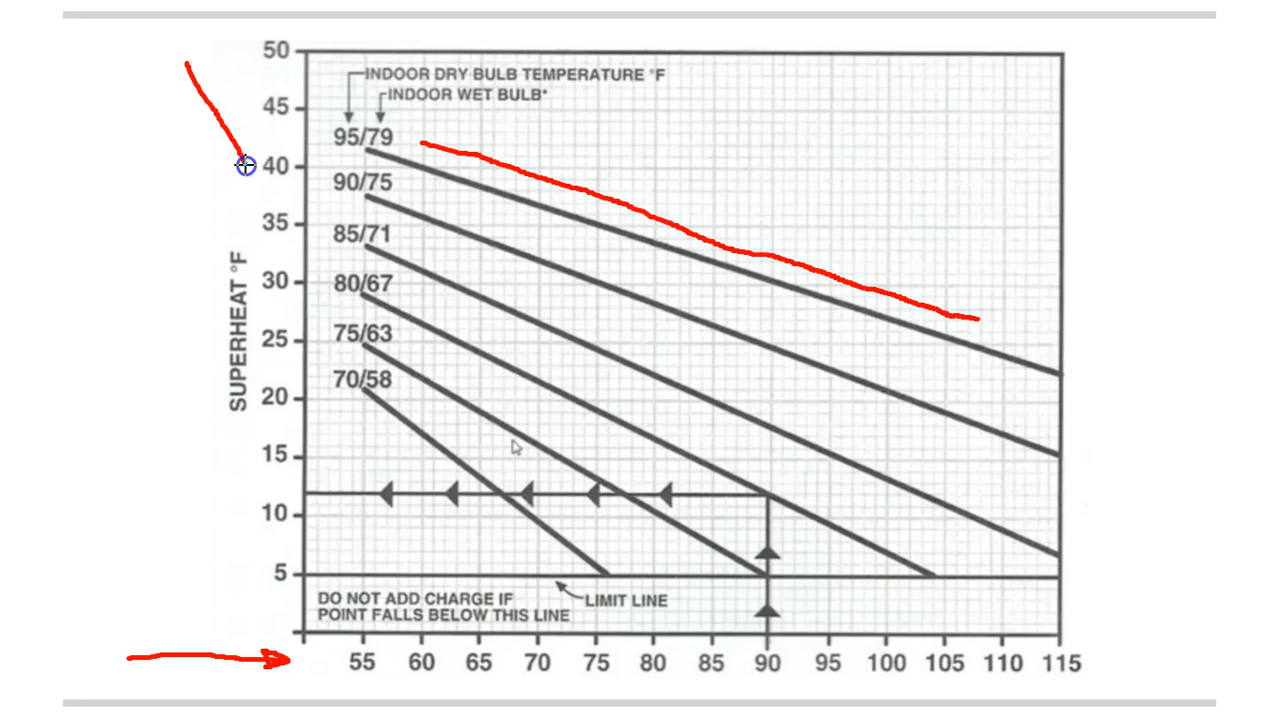 50
INDOOR DRY BULB TEMPERATURE °F
INDOOR WET BULB*
45
95/79
40
90/75
35
85/71
30
80/67
SUPERHEAT °F
75/63
25
70/58
20
15
10
5
DO NOT ADD CHARGE IF
POINT FALLS BELOW THIS LINE
LIMIT LINE
55 60 65 70 75 80 85 90 95 100 105 110 115